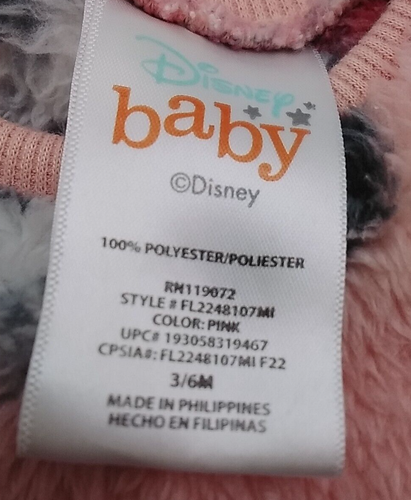 Disney
baby
©Disney
100% POLYESTER/POLIESTER
RN119072
STYLE # FL2248107MI
COLOR: PINK
UPC# 193058319467
CPSIA#: FL2248107MI F22
3/6M
MADE IN PHILIPPINES
HECHO EN FILIPINAS